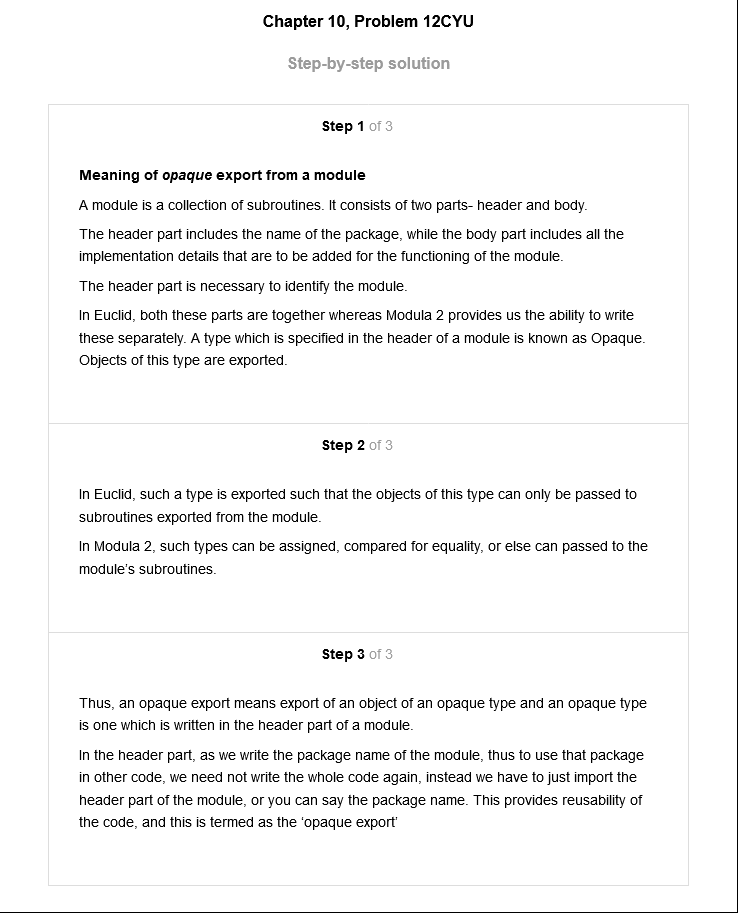 Chapter 10, Problem 12CYU
Step-by-step solution
Step 1 of 3
Meaning of opaque export from a module
A module is a collection of subroutines. It consists of two parts- header and body.
The header part includes the name of the package, while the body part includes all the
implementation details that are to be added for the functioning of the module.
The header part is necessary to identify the module.
In Euclid, both these parts are together whereas Modula 2 provides us the ability to write
these separately. A type which is specified in the header of a module is known as Opaque.
Objects of this type are exported.
Step 2 of 3
In Euclid, such a type is exported such that the objects of this type can only be passed to
subroutines exported from the module.
In Modula 2, such types can be assigned, compared for equality, or else can passed to the
module's subroutines.
Step 3 of 3
Thus, an opaque export means export of an object of an opaque type and an opaque type
is one which is written in the header part of a module.
In the header part, as we write the package name of the module, thus to use that package
in other code, we need not write the whole code again, instead we have to just import the
header part of the module, or you can say the package name. This provides reusability of
the code, and this is termed as the ‘opaque export’